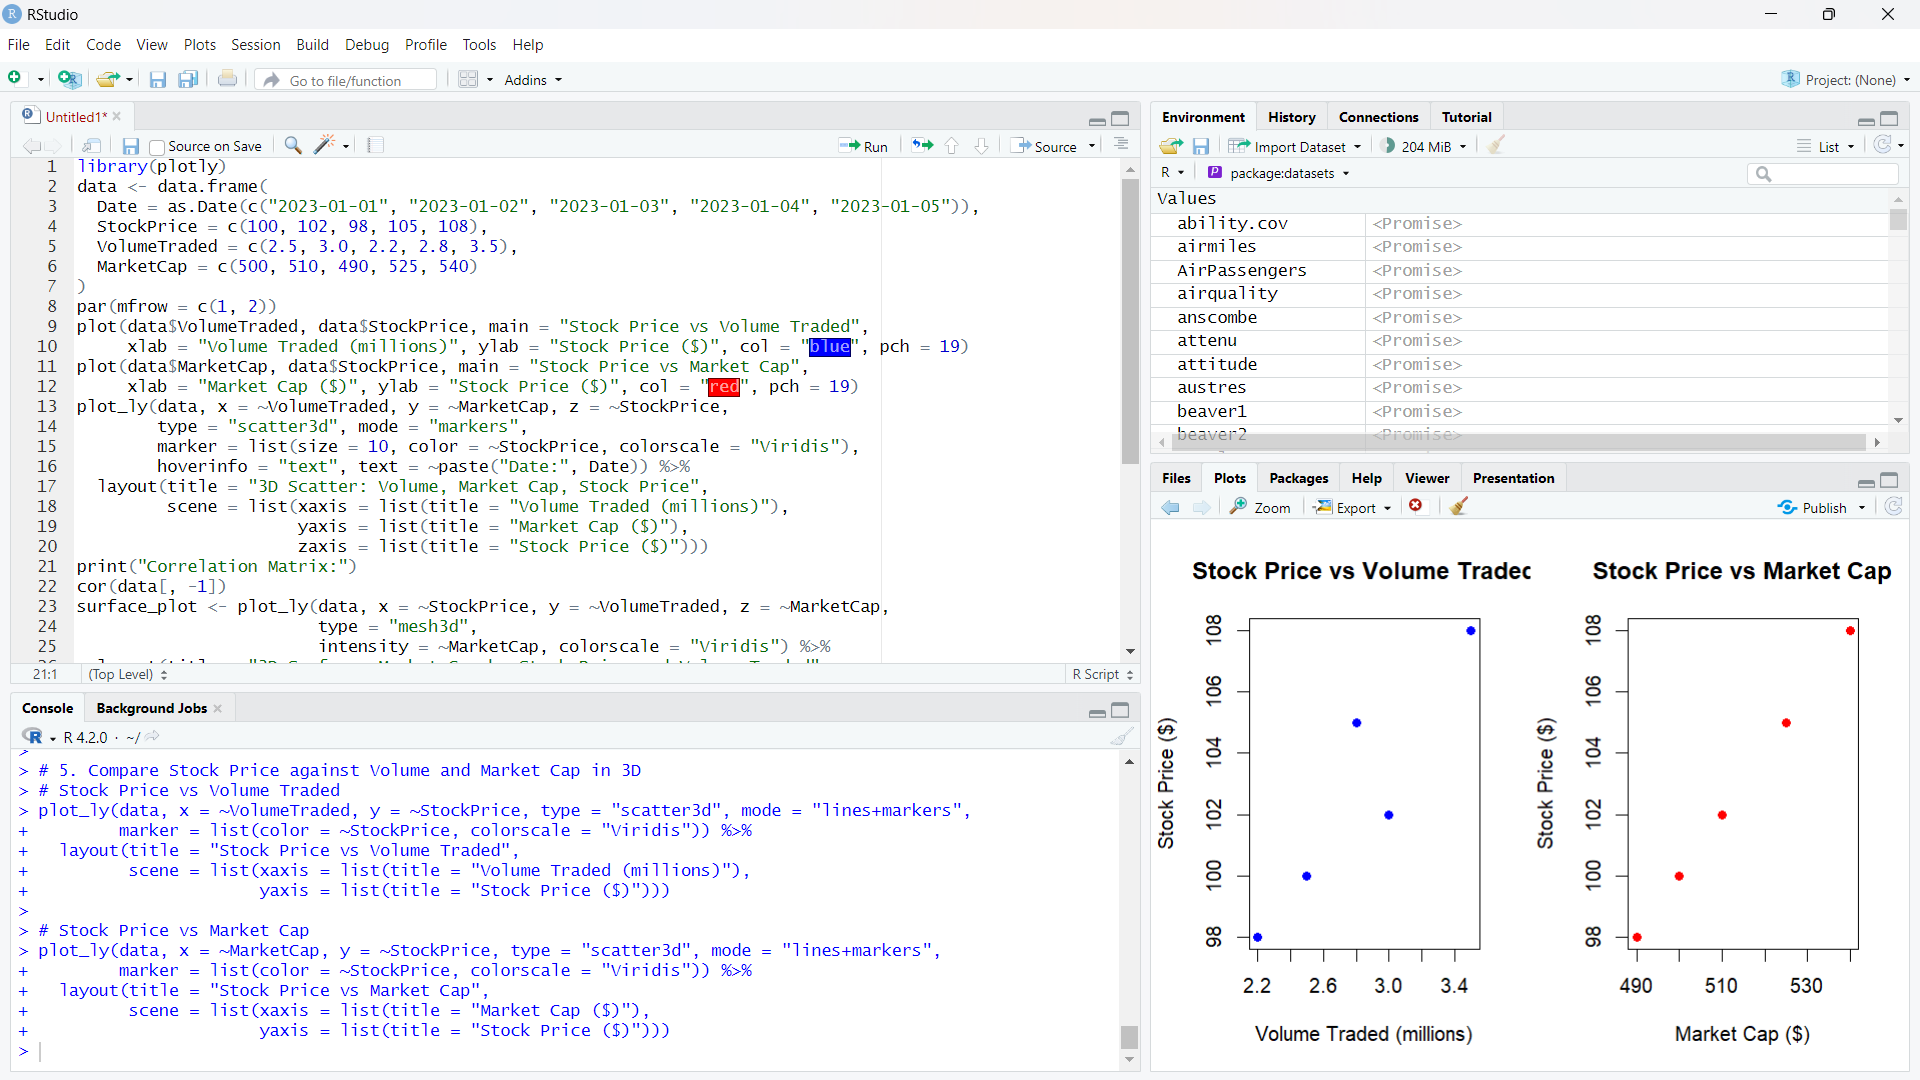 RStudio
File Edit Code View Plots Session Build Debug Profile Tools Help
Go to file/function Addins Project: (None)
Untitled1*
Source on Save Run Source
1 library(plotly)
2 data <- data.frame(
3 Date = as.Date(c("2023-01-01", "2023-01-02", "2023-01-03", "2023-01-04", "2023-01-05")),
4 StockPrice = c(100, 102, 98, 105, 108),
5 VolumeTraded = c(2.5, 3.0, 2.2, 2.8, 3.5),
6 MarketCap = c(500, 510, 490, 525, 540)
7 )
8 par(mfrow = c(1, 2))
9 plot(data$VolumeTraded, data$StockPrice, main = "Stock Price vs Volume Traded",
10 xlab = "Volume Traded (millions)", ylab = "Stock Price ($)", col = "blue", pch = 19)
11 plot(data$MarketCap, data$StockPrice, main = "Stock Price vs Market Cap",
12 xlab = "Market Cap ($)", ylab = "Stock Price ($)", col = "red", pch = 19)
13 plot_ly(data, x = ~VolumeTraded, y = ~MarketCap, z = ~StockPrice,
14 type = "scatter3d", mode = "markers",
15 marker = list(size = 10, color = ~StockPrice, colorscale = "Viridis"),
16 hoverinfo = "text", text = ~paste("Date:", Date)) %>%
17 layout(title = "3D Scatter: Volume, Market Cap, Stock Price",
18 scene = list(xaxis = list(title = "Volume Traded (millions)"),
19 yaxis = list(title = "Market Cap ($)"),
20 zaxis = list(title = "Stock Price ($)")))
21 print("Correlation Matrix:")
22 cor(data[, -1])
23 surface_plot <- plot_ly(data, x = ~StockPrice, y = ~VolumeTraded, z = ~MarketCap,
24 type = "mesh3d",
25 intensity = ~MarketCap, colorscale = "Viridis") %>%
21:1 (Top Level) R Script
Console Background Jobs
R 4.2.0 · ~/
>
> # 5. Compare Stock Price against Volume and Market Cap in 3D
> # Stock Price vs Volume Traded
> plot_ly(data, x = ~VolumeTraded, y = ~StockPrice, type = "scatter3d", mode = "lines+markers",
+ marker = list(color = ~StockPrice, colorscale = "Viridis")) %>%
+ layout(title = "Stock Price vs Volume Traded",
+ scene = list(xaxis = list(title = "Volume Traded (millions)"),
+ yaxis = list(title = "Stock Price ($)")))
>
> # Stock Price vs Market Cap
> plot_ly(data, x = ~MarketCap, y = ~StockPrice, type = "scatter3d", mode = "lines+markers",
+ marker = list(color = ~StockPrice, colorscale = "Viridis")) %>%
+ layout(title = "Stock Price vs Market Cap",
+ scene = list(xaxis = list(title = "Market Cap ($)"),
+ yaxis = list(title = "Stock Price ($)")))
>
Environment History Connections Tutorial
Import Dataset 204 MiB List
R package:datasets
Values
ability.cov <Promise>
airmiles <Promise>
AirPassengers <Promise>
airquality <Promise>
anscombe <Promise>
attenu <Promise>
attitude <Promise>
austres <Promise>
beaver1 <Promise>
beaver2 <Promise>
Files Plots Packages Help Viewer Presentation
Zoom Export Publish
Stock Price vs Volume Traded
Stock Price ($)
108
106
104
102
100
98
2.2 2.6 3.0 3.4
Volume Traded (millions)
Stock Price vs Market Cap
Stock Price ($)
108
106
104
102
100
98
490 510 530
Market Cap ($)